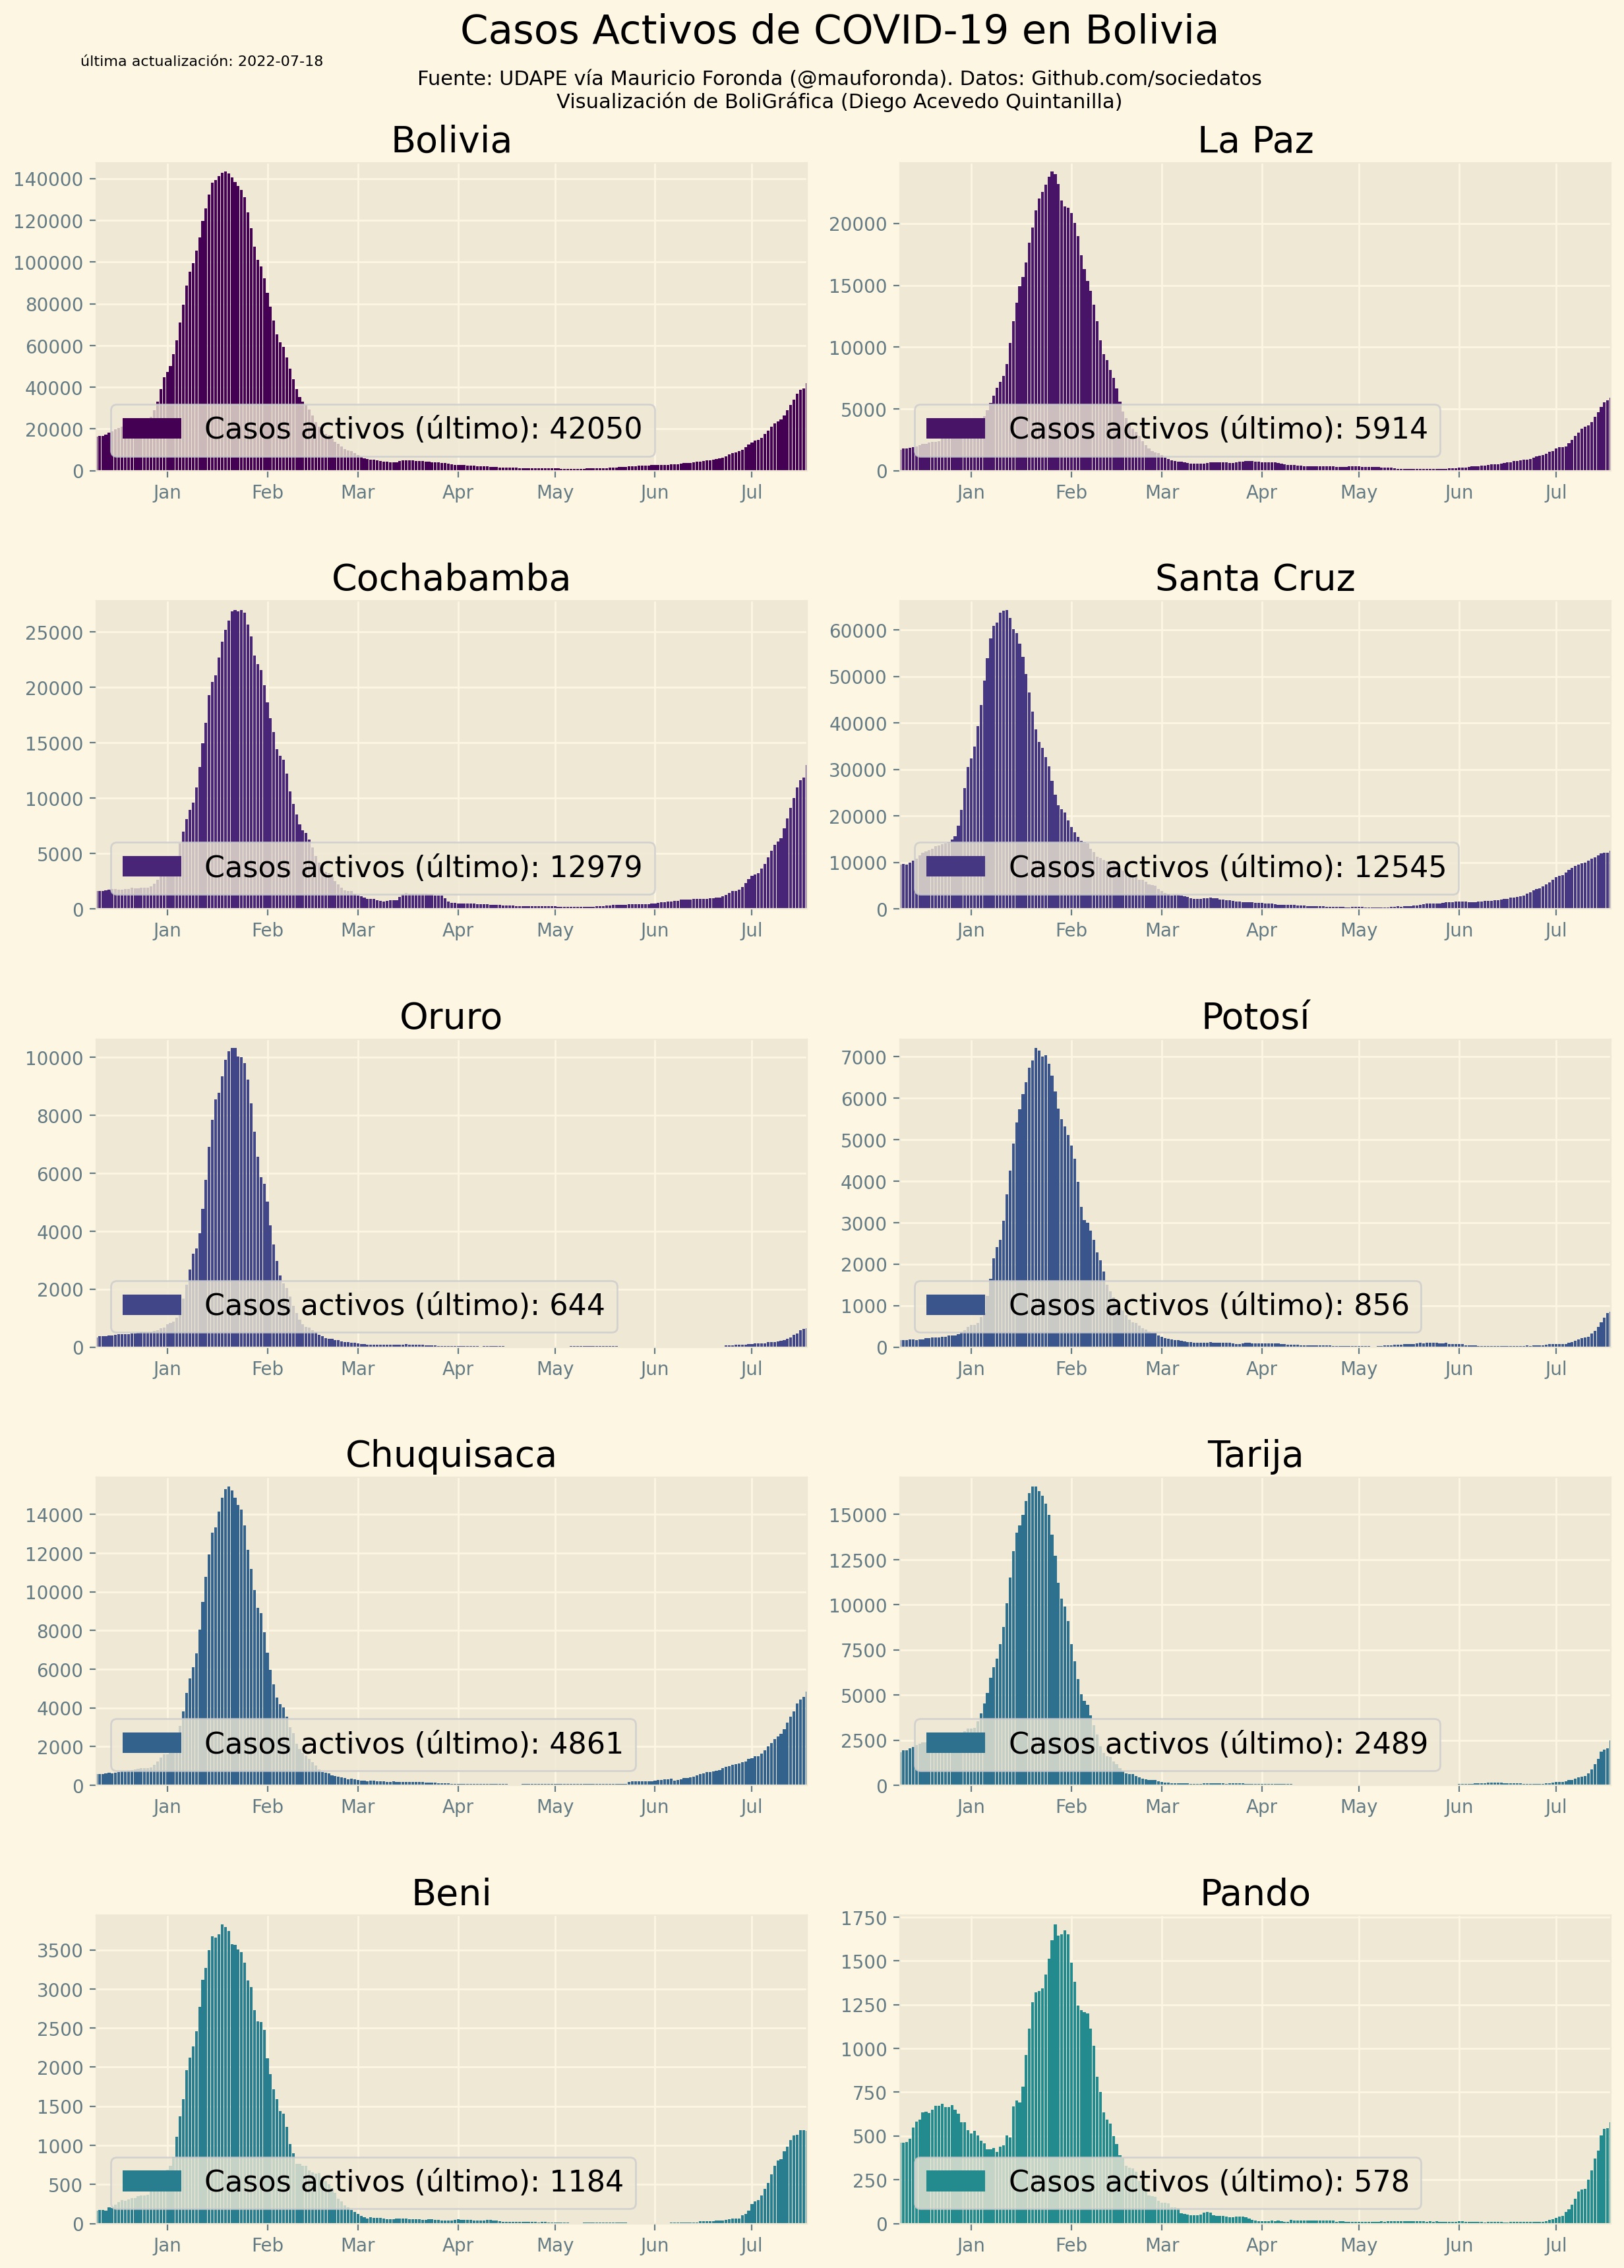 Casos Activos de COVID-19 en Bolivia
última actualización: 2022-07-18
Fuente: UDAPE vía Mauricio Foronda (@mauforonda). Datos: Github.com/sociedatos
Visualización de BoliGráfica (Diego Acevedo Quintanilla)
Bolivia
140000
120000
100000
80000
60000
40000
20000
0
Casos activos (último): 42050
Jan Feb Mar Apr May Jun Jul
La Paz
20000
15000
10000
5000
0
Casos activos (último): 5914
Jan Feb Mar Apr May Jun Jul
Cochabamba
25000
20000
15000
10000
5000
0
Casos activos (último): 12979
Jan Feb Mar Apr May Jun Jul
Santa Cruz
60000
50000
40000
30000
20000
10000
0
Casos activos (último): 12545
Jan Feb Mar Apr May Jun Jul
Oruro
10000
8000
6000
4000
2000
0
Casos activos (último): 644
Jan Feb Mar Apr May Jun Jul
Potosí
7000
6000
5000
4000
3000
2000
1000
0
Casos activos (último): 856
Jan Feb Mar Apr May Jun Jul
Chuquisaca
14000
12000
10000
8000
6000
4000
2000
0
Casos activos (último): 4861
Jan Feb Mar Apr May Jun Jul
Tarija
15000
12500
10000
7500
5000
2500
0
Casos activos (último): 2489
Jan Feb Mar Apr May Jun Jul
Beni
3500
3000
2500
2000
1500
1000
500
0
Casos activos (último): 1184
Jan Feb Mar Apr May Jun Jul
Pando
1750
1500
1250
1000
750
500
250
0
Casos activos (último): 578
Jan Feb Mar Apr May Jun Jul